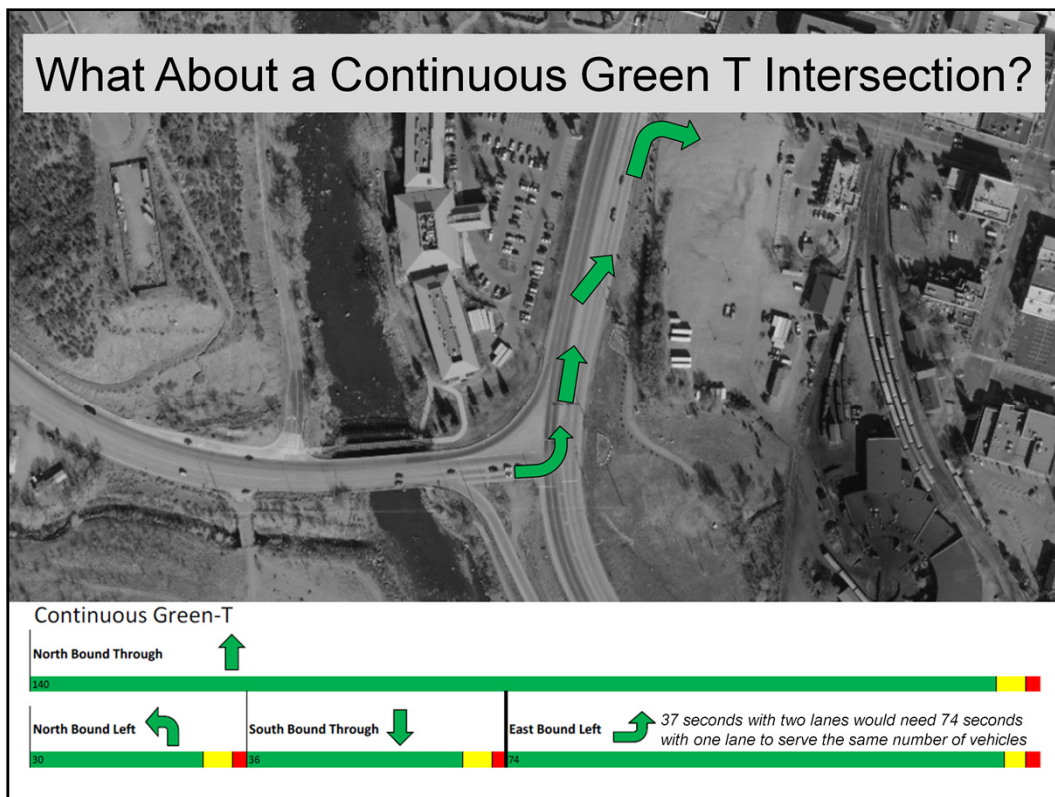 What About a Continuous Green T Intersection?
Continuous Green-T
North Bound Through
140
North Bound Left
30
South Bound Through
36
East Bound Left
74
37 seconds with two lanes would need 74 seconds
with one lane to serve the same number of vehicles